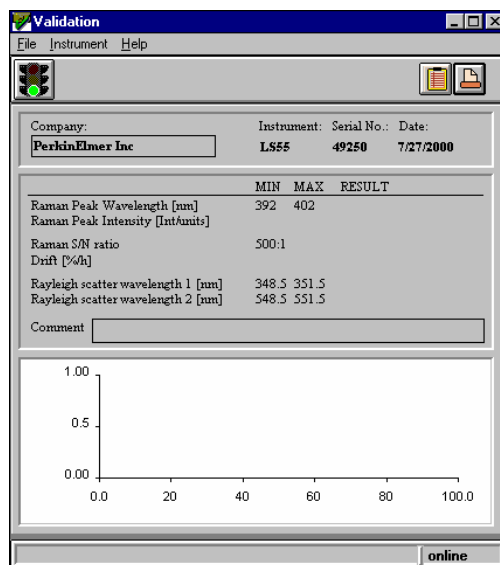 Validation
File Instrument Help
Company: Instrument: Serial No.: Date:
PerkinElmer Inc LS55 49250 7/27/2000
MIN MAX RESULT
Raman Peak Wavelength [nm] 392 402
Raman Peak Intensity [Int/units]
Raman S/N ratio 500:1
Drift [%/h]
Rayleigh scatter wavelength 1 [nm] 348.5 351.5
Rayleigh scatter wavelength 2 [nm] 548.5 551.5
Comment
1.00
0.5
0.00
0.0 20 40 60 80 100.0
online